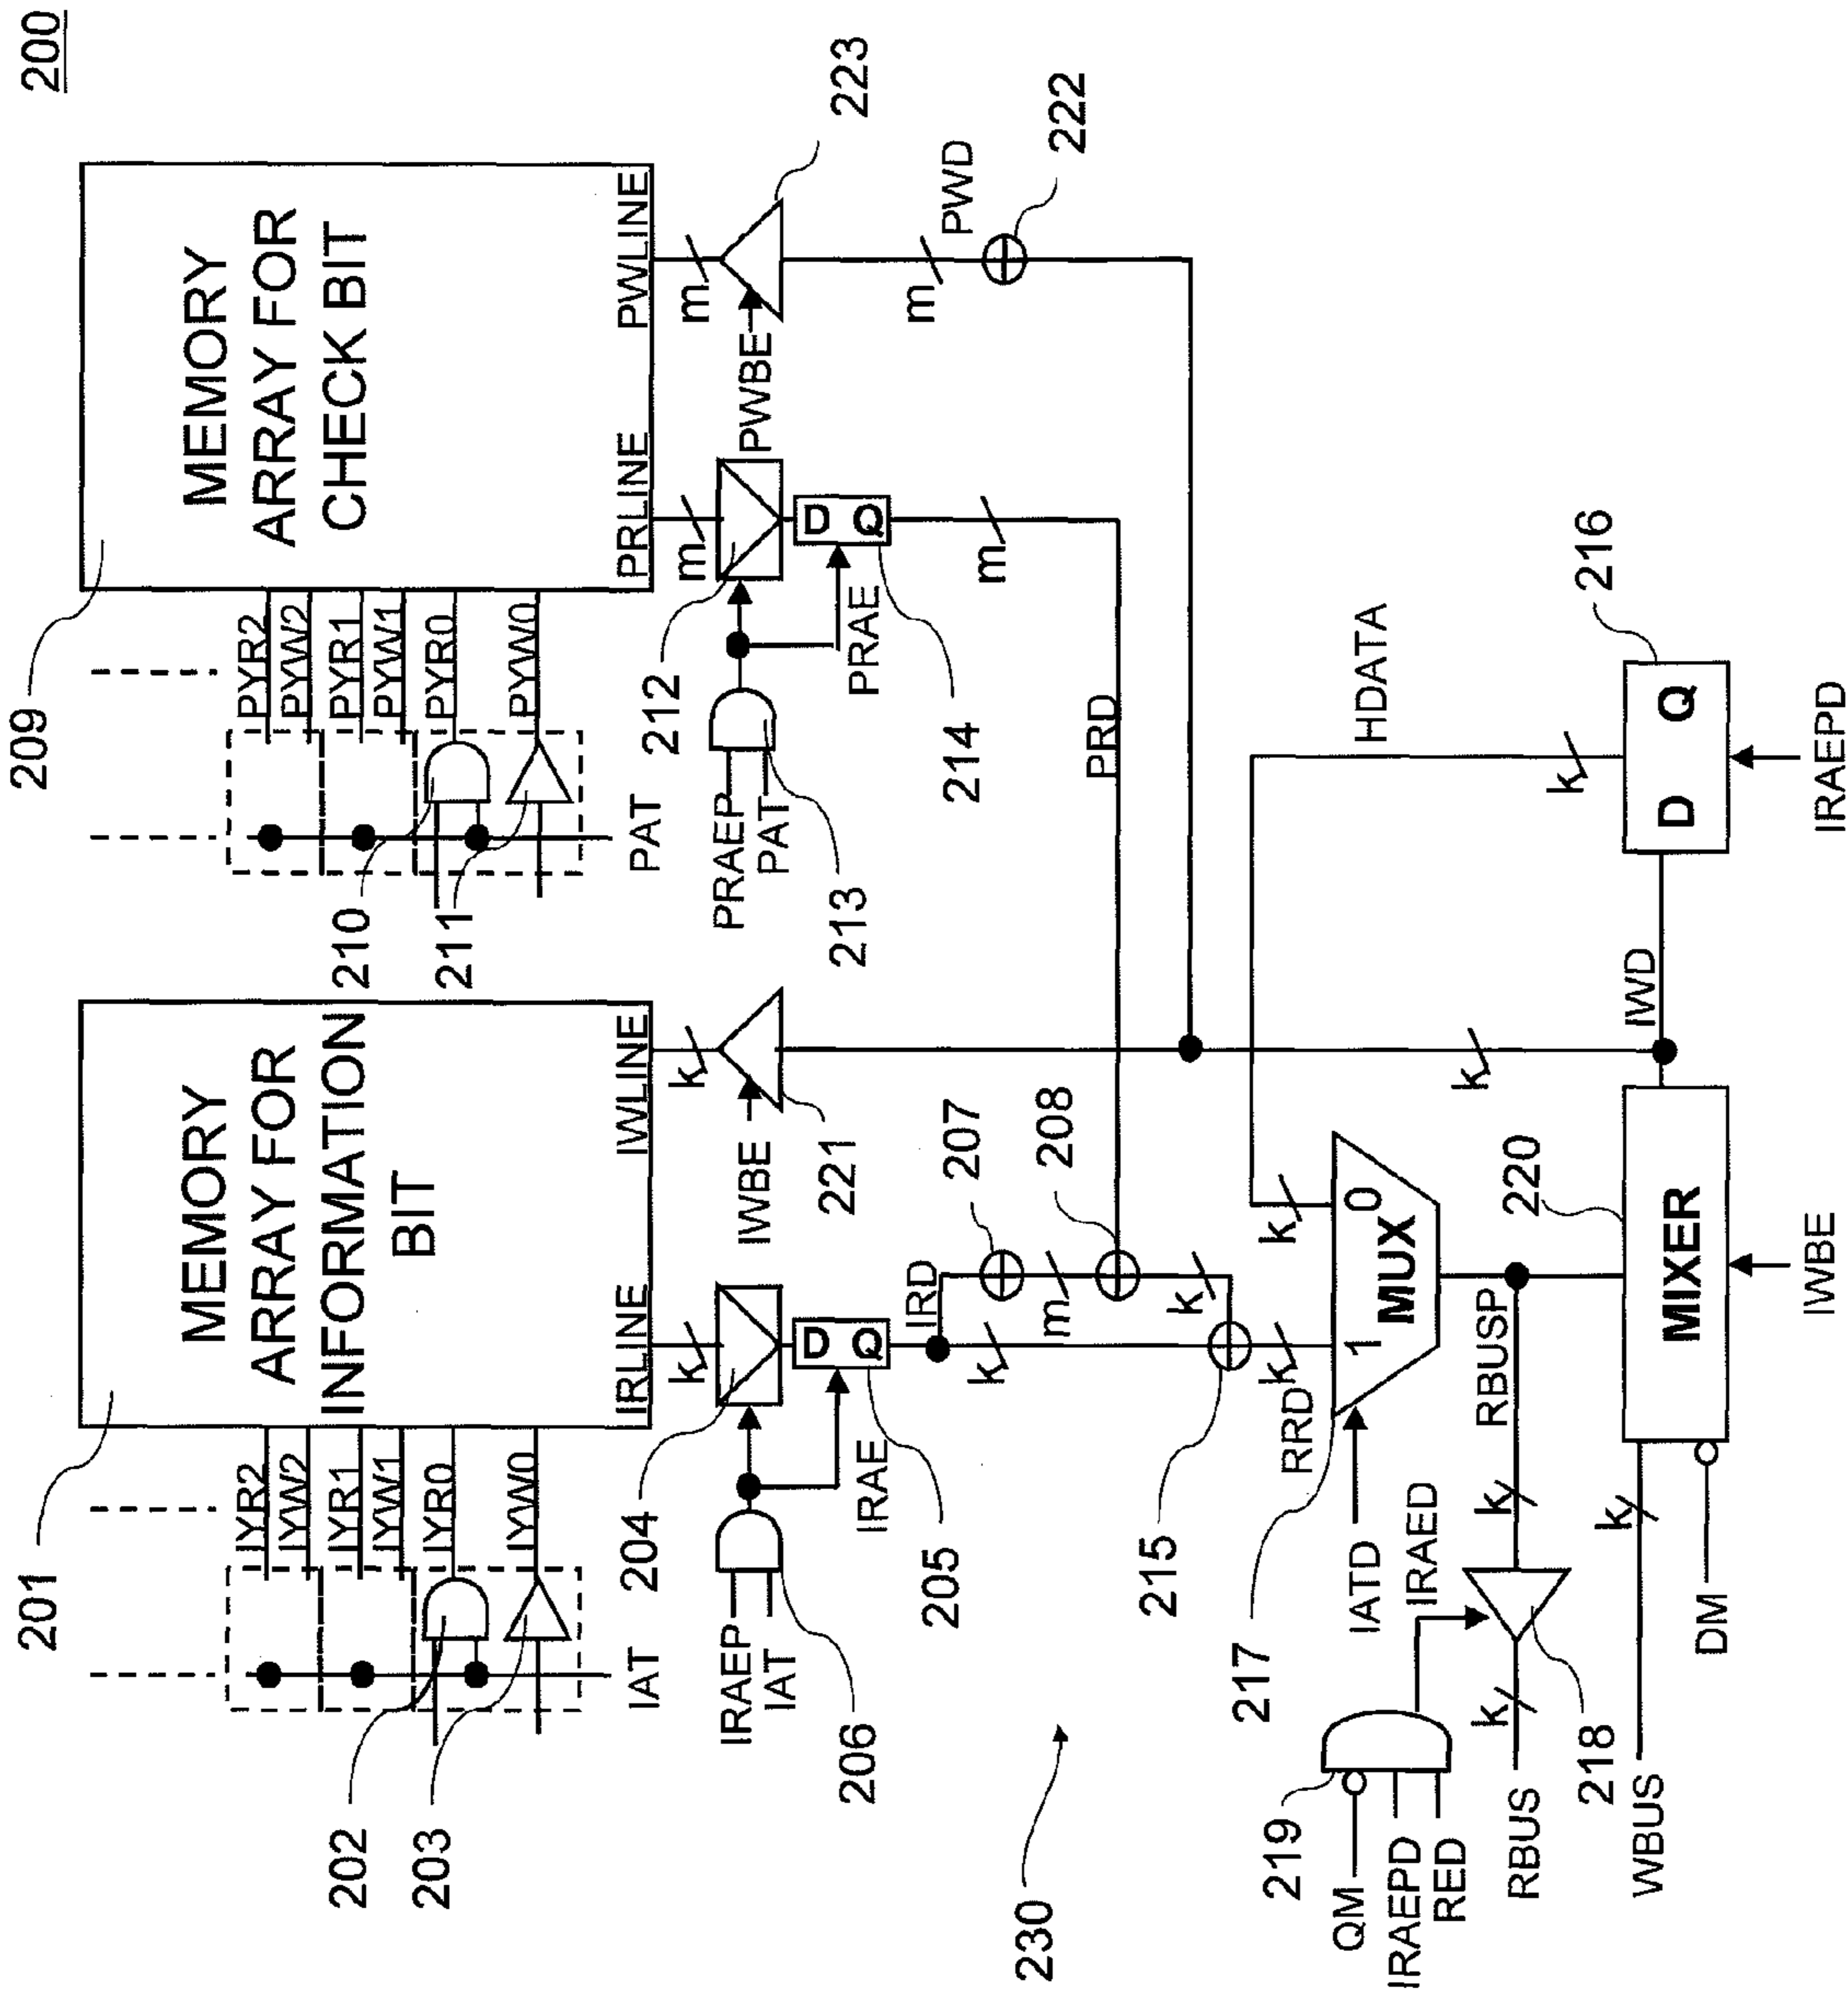 200
MEMORY
ARRAY FOR
INFORMATION
BIT
IRLINE
IWLINE
201
IYR2
IYW2
IYR1
IYW1
IYR0
IYW0
IAT
202
203
204
IRAEP
IAT
206
IRAE
D Q
205
k
k
IWBE
221
MEMORY
ARRAY FOR
CHECK BIT
PRLINE
PWLINE
209
PYR2
PYW2
PYR1
PYW1
PYR0
PYW0
PAT
210
211
212
PRAEP
PAT
213
PRAE
D Q
214
m
m
PWBE
223
m
m
PWD
222
PRD
IRD
207
208
k
m
k
215
RRD
k
k
1
MUX
0
217
IATD
HDATA
k
D Q
216
IRAEPD
IWD
k
RBUSP
220
MIXER
IWBE
DM
k
k
k
WBUS
RBUS
218
IRAED
219
QM
IRAEPD
RED
230